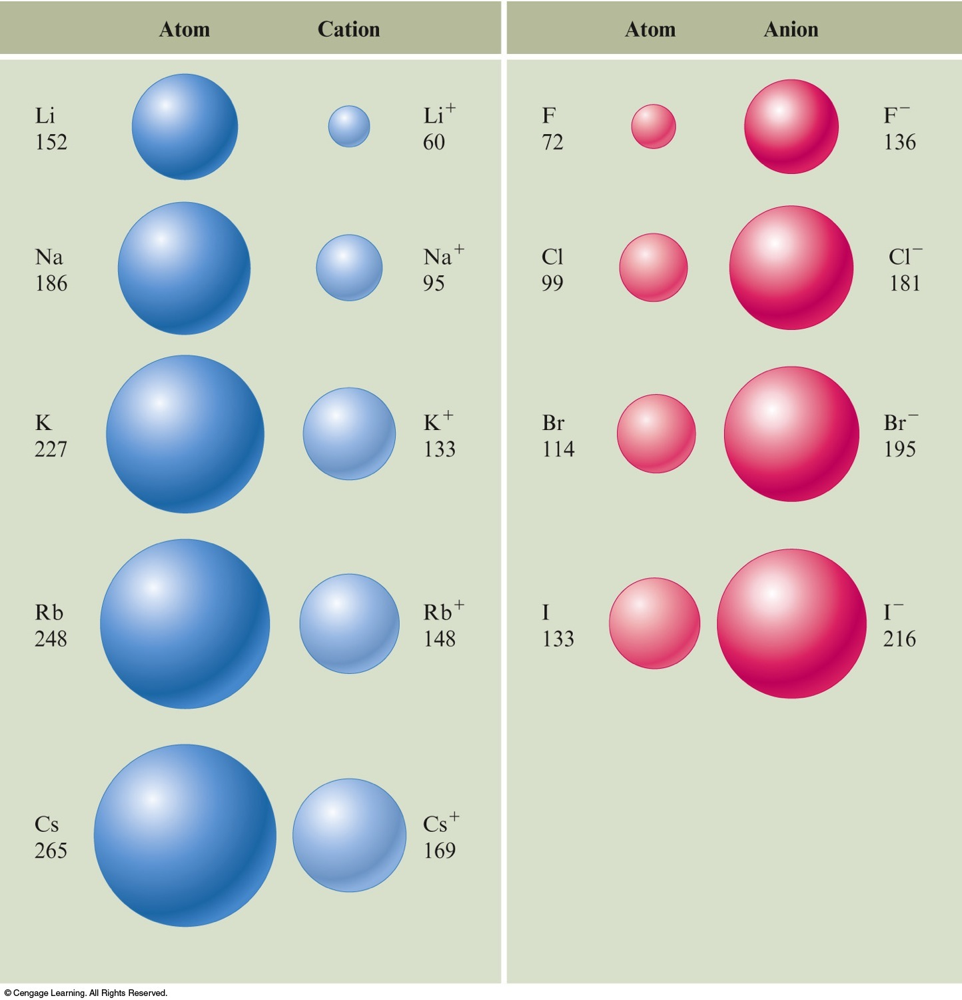 Atom Cation Atom Anion
Li Li⁺ F F⁻
152 60 72 136
Na Na⁺ Cl Cl⁻
186 95 99 181
K K⁺ Br Br⁻
227 133 114 195
Rb Rb⁺ I I⁻
248 148 133 216
Cs Cs⁺
265 169
© Cengage Learning. All Rights Reserved.